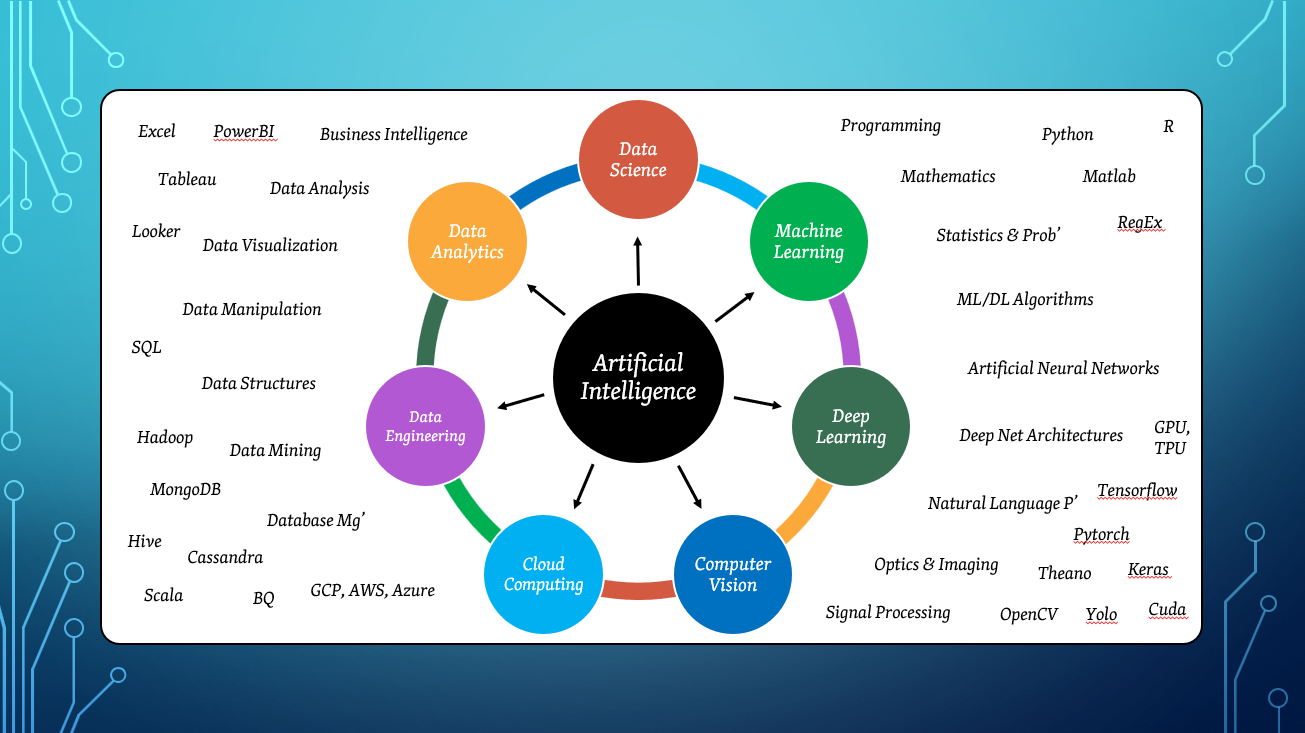 Excel
PowerBI
Business Intelligence
Tableau
Data Analysis
Looker
Data Visualization
Data Manipulation
SQL
Data Structures
Hadoop
Data Mining
MongoDB
Database Mg’
Hive
Cassandra
Scala
BQ
GCP, AWS, Azure
Data
Science
Data
Analytics
Machine
Learning
Artificial
Intelligence
Data
Engineering
Deep
Learning
Cloud
Computing
Computer
Vision
Programming
Python
R
Mathematics
Matlab
Statistics & Prob’
RegEx
ML/DL Algorithms
Artificial Neural Networks
Deep Net Architectures
GPU,
TPU
Natural Language P’
Tensorflow
Pytorch
Optics & Imaging
Theano
Keras
Signal Processing
OpenCV
Yolo
Cuda